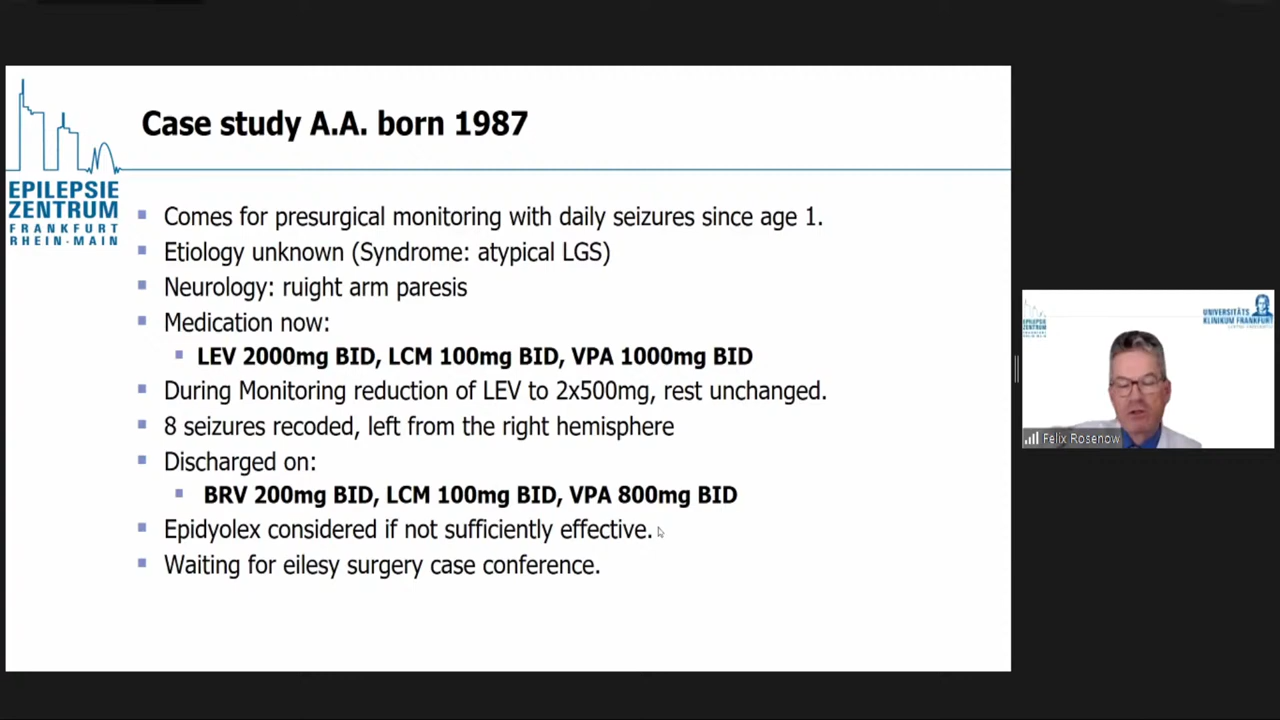 Case study A.A. born 1987
EPILEPSIE
ZENTRUM
FRANKFURT
RHEIN-MAIN
Comes for presurgical monitoring with daily seizures since age 1.
Etiology unknown (Syndrome: atypical LGS)
Neurology: ruight arm paresis
Medication now:
LEV 2000mg BID, LCM 100mg BID, VPA 1000mg BID
During Monitoring reduction of LEV to 2x500mg, rest unchanged.
8 seizures recoded, left from the right hemisphere
Discharged on:
BRV 200mg BID, LCM 100mg BID, VPA 800mg BID
Epidyolex considered if not sufficiently effective.
Waiting for eilesy surgery case conference.
UNIVERSITÄTS
KLINIKUM FRANKFURT
Felix Rosenow